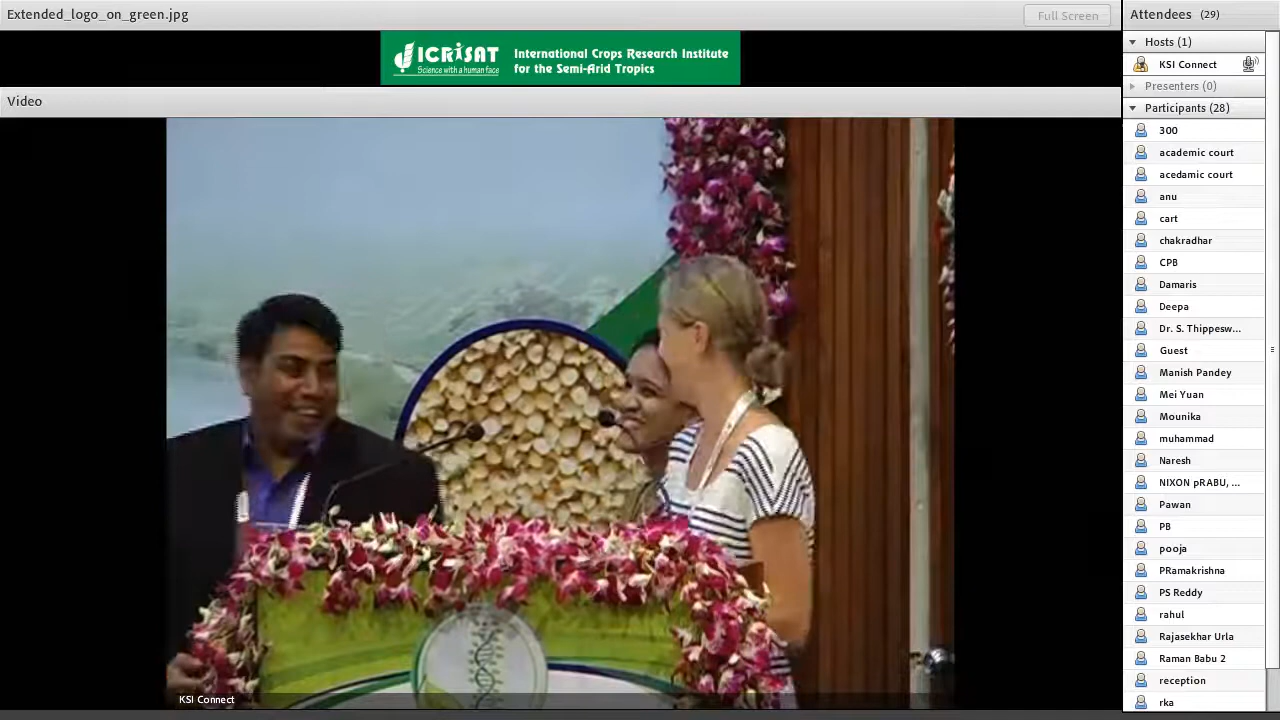 Extended_logo_on_green.jpg
Full Screen
ICRISAT
Science with a human face
International Crops Research Institute
for the Semi-Arid Tropics
Video
KSI Connect
Attendees (29)
Hosts (1)
KSI Connect
Presenters (0)
Participants (28)
300
academic court
acedamic court
anu
cart
chakradhar
CPB
Damaris
Deepa
Dr. S. Thippesw...
Guest
Manish Pandey
Mei Yuan
Mounika
muhammad
Naresh
NIXON pRABU, ...
Pawan
PB
pooja
PRamakrishna
PS Reddy
rahul
Rajasekhar Urla
Raman Babu 2
reception
rka